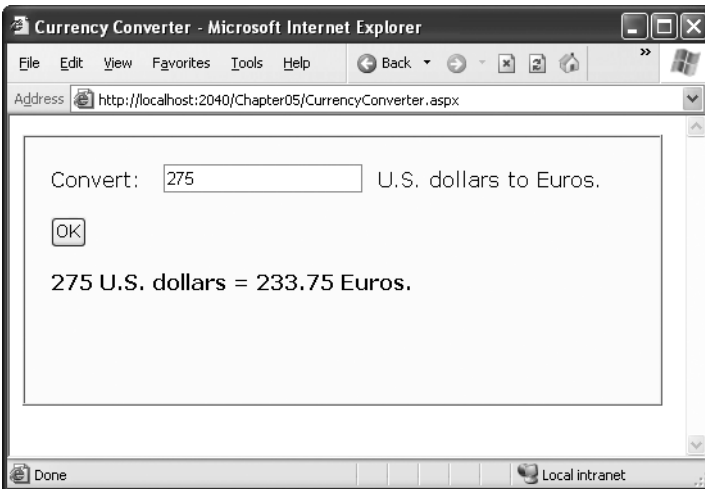 Currency Converter - Microsoft Internet Explorer
File Edit View Favorites Tools Help Back »
Address http://localhost:2040/Chapter05/CurrencyConverter.aspx
Convert: 275 U.S. dollars to Euros.
OK
275 U.S. dollars = 233.75 Euros.
Done Local intranet